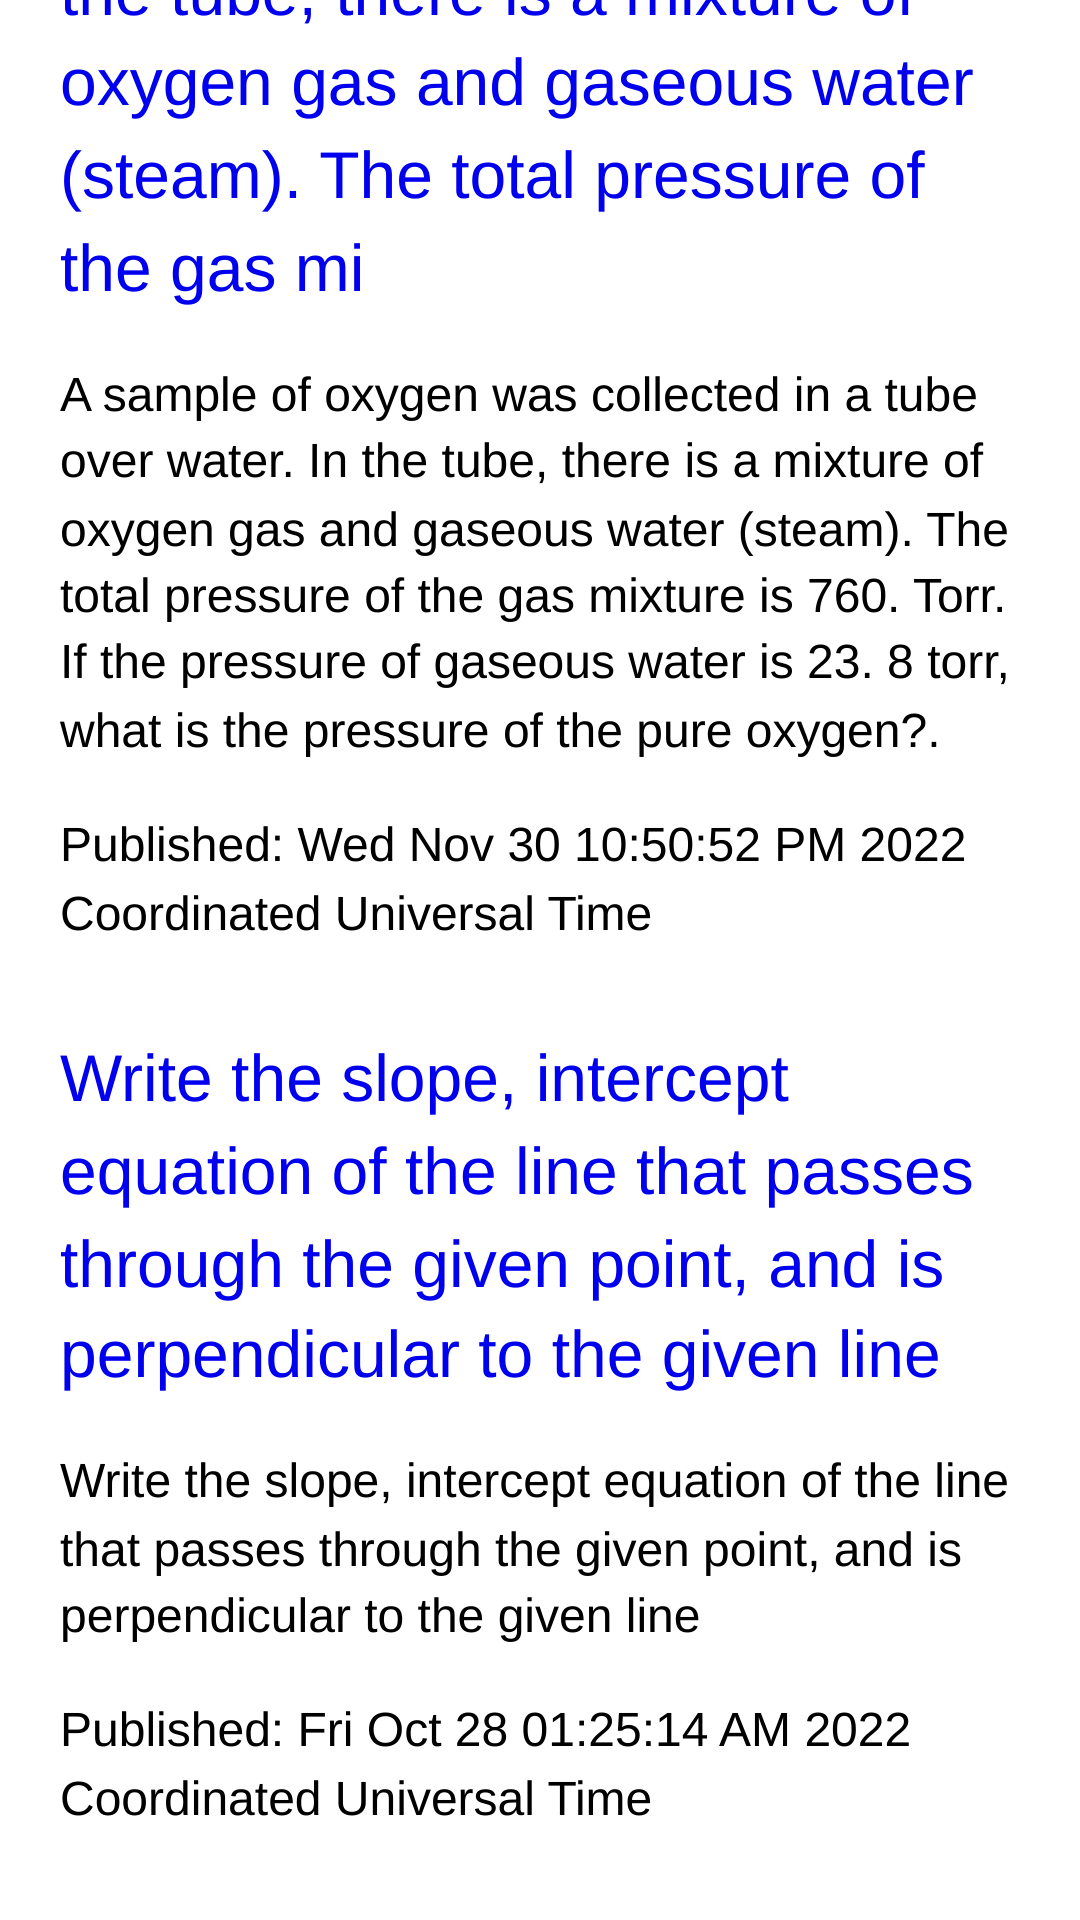 the tube, there is a mixture of
oxygen gas and gaseous water
(steam). The total pressure of
the gas mi
A sample of oxygen was collected in a tube
over water. In the tube, there is a mixture of
oxygen gas and gaseous water (steam). The
total pressure of the gas mixture is 760. Torr.
If the pressure of gaseous water is 23. 8 torr,
what is the pressure of the pure oxygen?.
Published: Wed Nov 30 10:50:52 PM 2022
Coordinated Universal Time
Write the slope, intercept
equation of the line that passes
through the given point, and is
perpendicular to the given line
Write the slope, intercept equation of the line
that passes through the given point, and is
perpendicular to the given line
Published: Fri Oct 28 01:25:14 AM 2022
Coordinated Universal Time